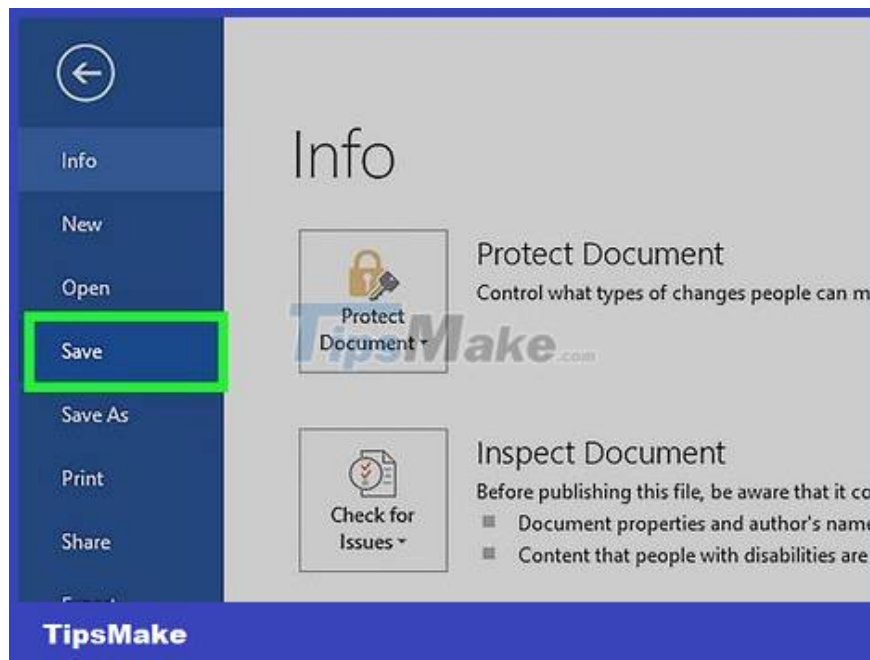 Info
New
Open
Save
Save As
Print
Share
Info
Protect
Document
Protect Document
Control what types of changes people can m
TipsMake.com
Check for
Issues
Inspect Document
Before publishing this file, be aware that it co
Document properties and author's name
Content that people with disabilities are
TipsMake